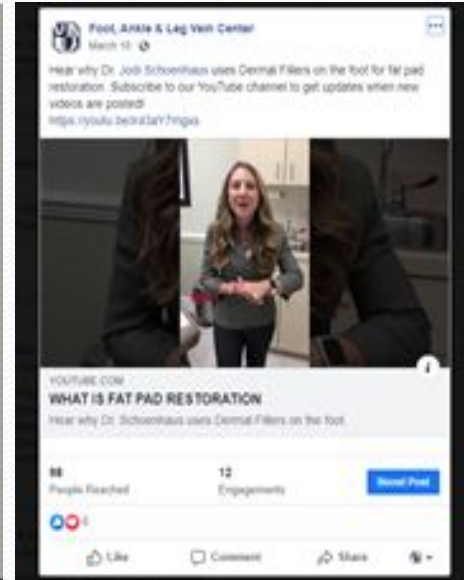 Foot, Ankle & Leg Vein Center
March 10
Hear why Dr. Jodi Schoenhaus uses Dermal Fillers on the foot for fat pad
restoration. Subscribe to our YouTube channel to get updates when new
videos are posted!
YOUTUBE.COM
WHAT IS FAT PAD RESTORATION
Hear why Dr. Schoenhaus uses Dermal Fillers on the foot
People Reached
12
Engagements
Boost Post
Like
Comment
Share